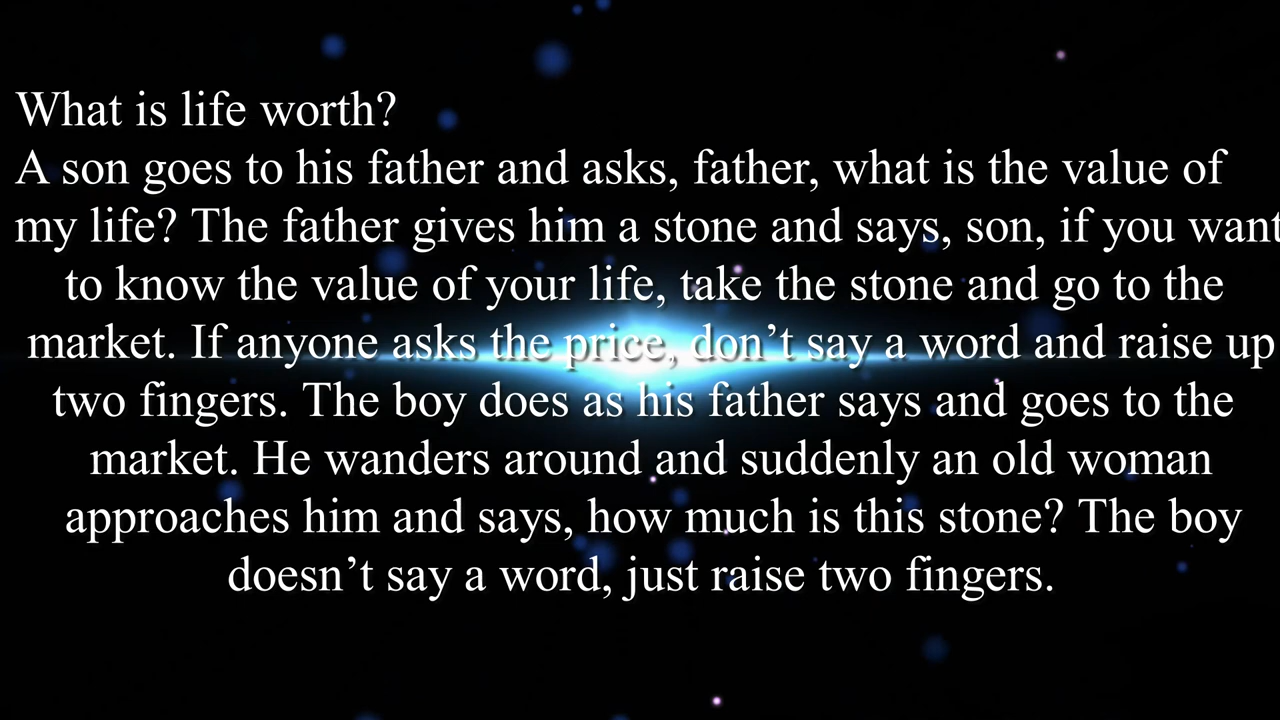 What is life worth?
A son goes to his father and asks, father, what is the value of
my life? The father gives him a stone and says, son, if you want
to know the value of your life, take the stone and go to the
market. If anyone asks the price, don’t say a word and raise up
two fingers. The boy does as his father says and goes to the
market. He wanders around and suddenly an old woman
approaches him and says, how much is this stone? The boy
doesn’t say a word, just raise two fingers.